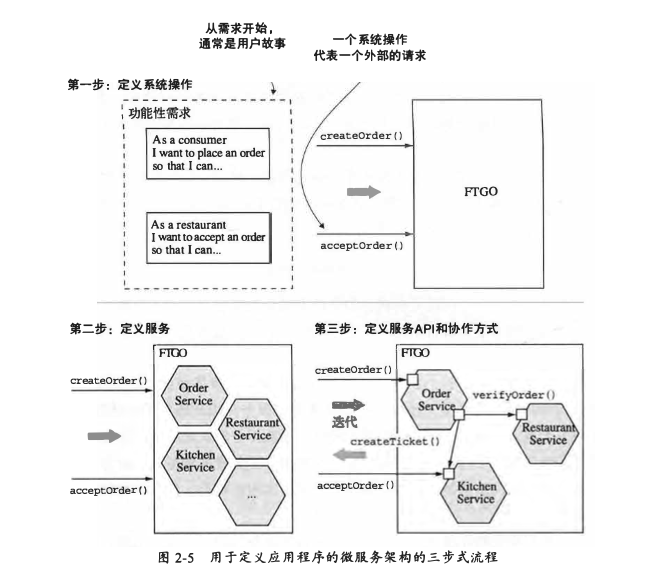 从需求开始，
通常是用户故事
一个系统操作
代表一个外部的请求
第一步：定义系统操作
功能性需求
As a consumer
I want to place an order
so that I can...
As a restaurant
I want to accept an order
so that I can...
createOrder()
acceptOrder()
FTGO
第二步：定义服务
FTGO
createOrder()
acceptOrder()
Order
Service
Restaurant
Service
Kitchen
Service
...
第三步：定义服务API和协作方式
FTGO
createOrder()
迭代
createTicket()
acceptOrder()
Order
Service
verifyOrder()
Restaurant
Service
Kitchen
Service
图 2-5 用于定义应用程序的微服务架构的三步式流程